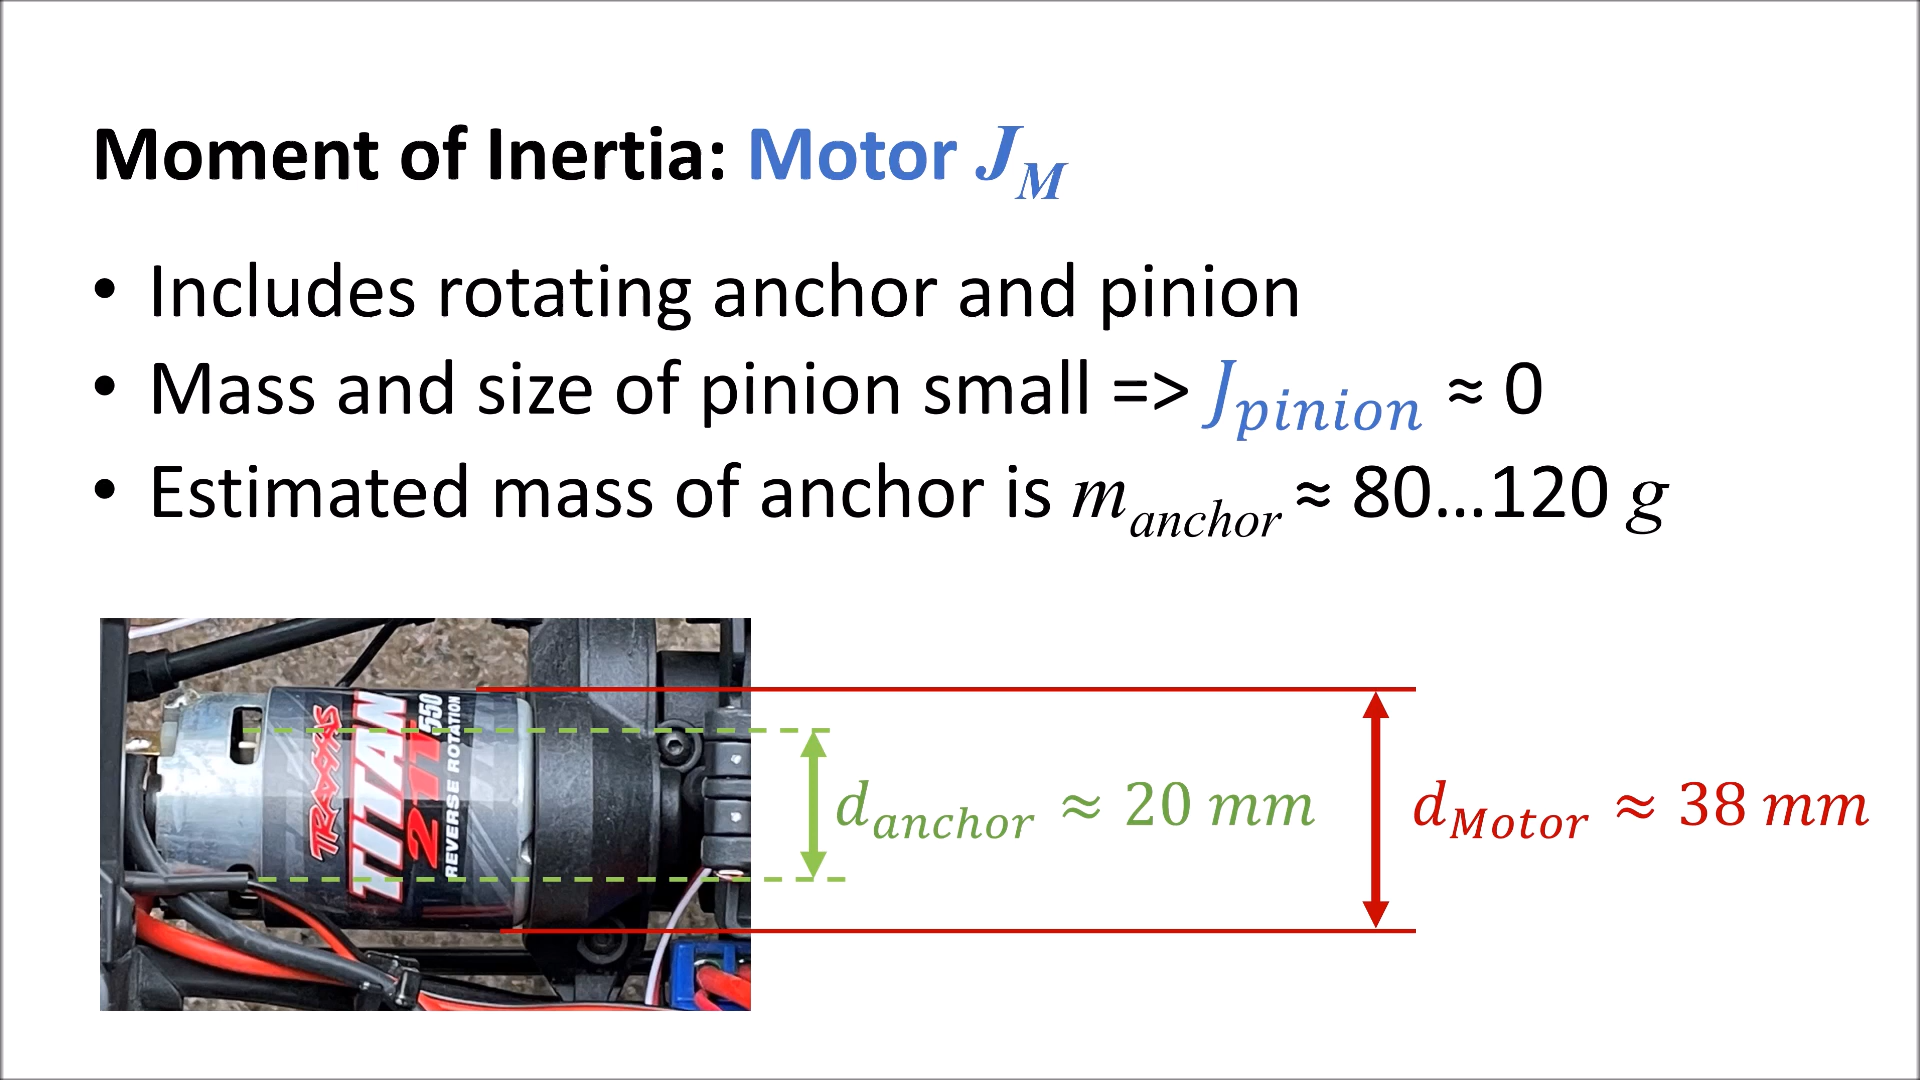 Moment of Inertia: Motor J_M
• Includes rotating anchor and pinion
• Mass and size of pinion small => J_pinion ≈ 0
• Estimated mass of anchor is m_anchor ≈ 80...120 g
TRAXXAS
TITAN
21T 550
REVERSE ROTATION
d_anchor ≈ 20 mm
d_Motor ≈ 38 mm